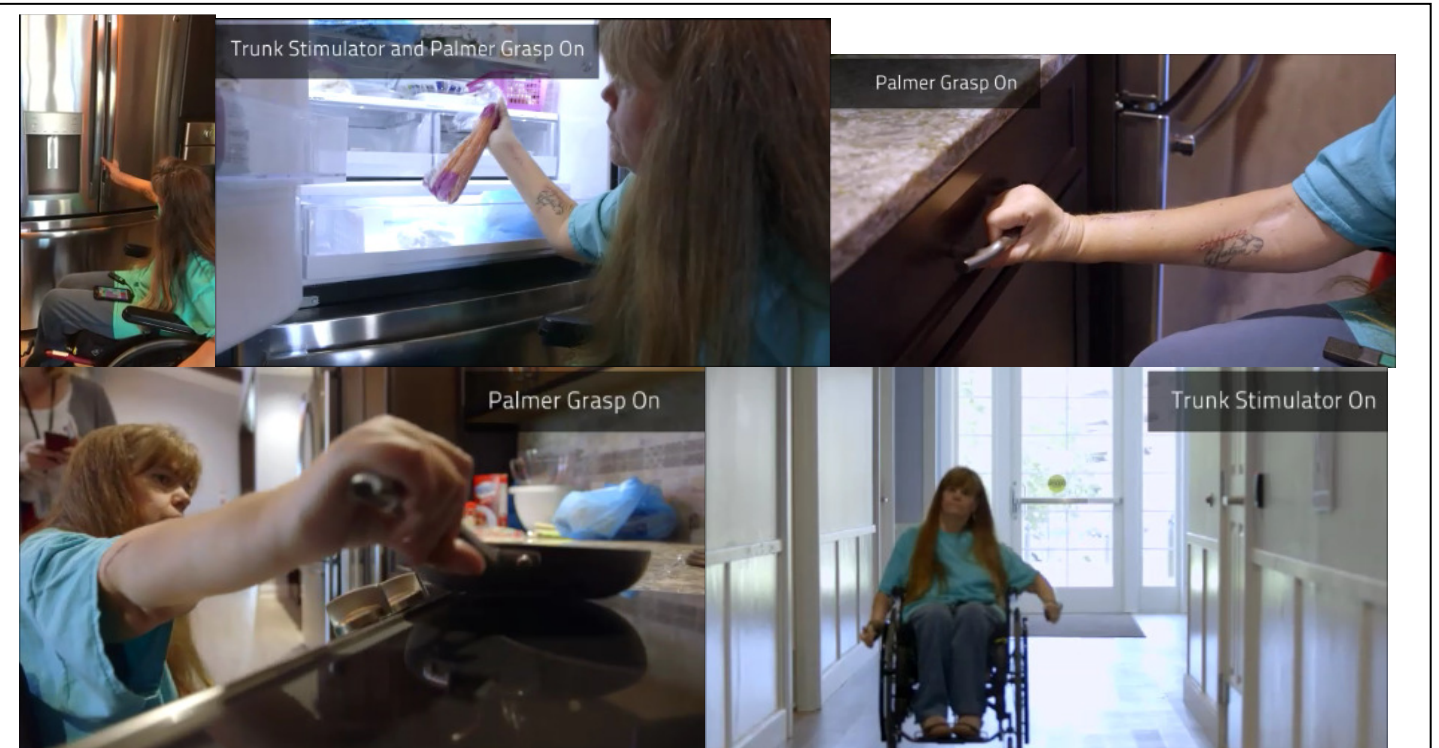 Trunk Stimulator and Palmer Grasp On
Palmer Grasp On
Palmer Grasp On
Trunk Stimulator On